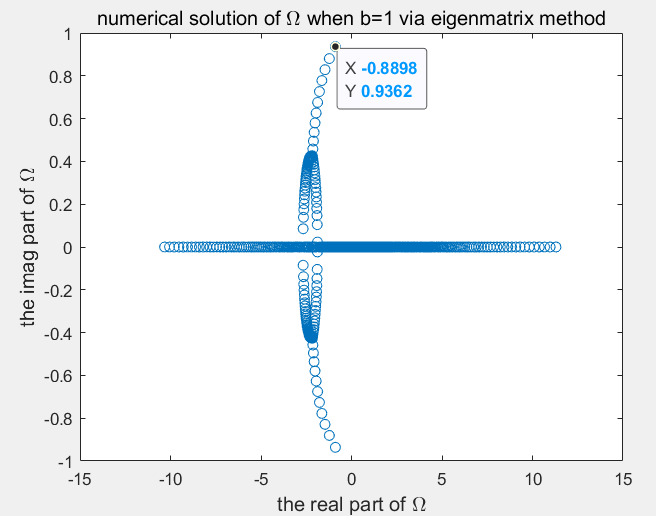 numerical solution of Ω when b=1 via eigenmatrix method
1
X -0.8898
Y 0.9362
0.8
0.6
0.4
0.2
0
-0.2
-0.4
-0.6
-0.8
-1
the imag part of Ω
-15 -10 -5 0 5 10 15
the real part of Ω